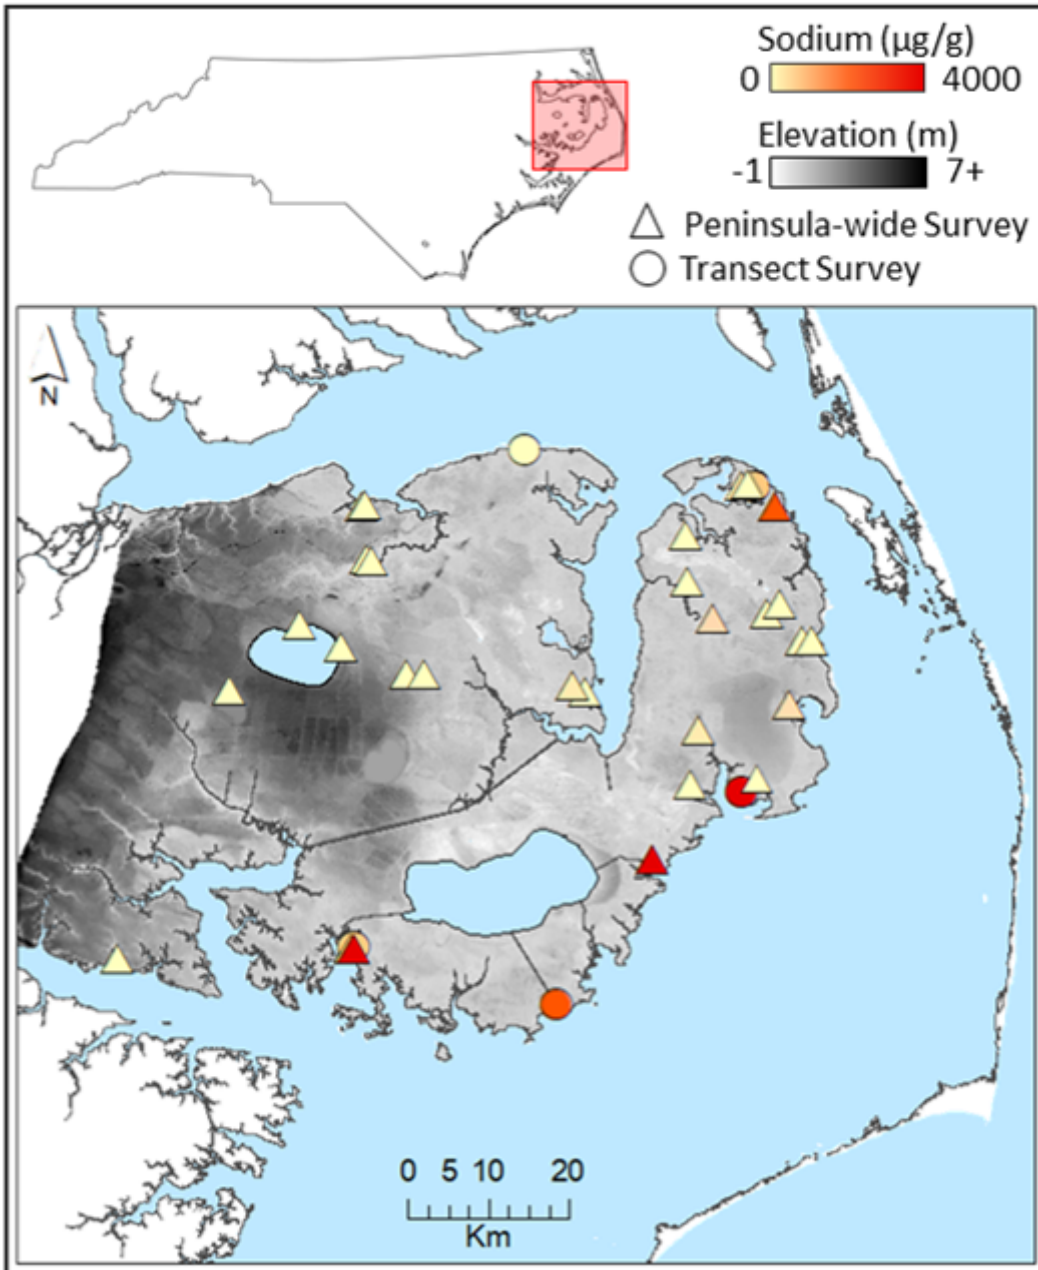 Sodium (µg/g)
0 4000
Elevation (m)
-1 7+
Peninsula-wide Survey
Transect Survey
N
0 5 10 20
Km